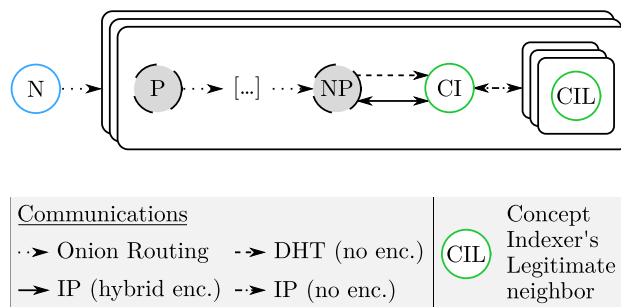 N
P
[...]
NP
CI
CIL
Communications
Onion Routing
DHT (no enc.)
IP (hybrid enc.)
IP (no enc.)
CIL
Concept
Indexer's
Legitimate
neighbor